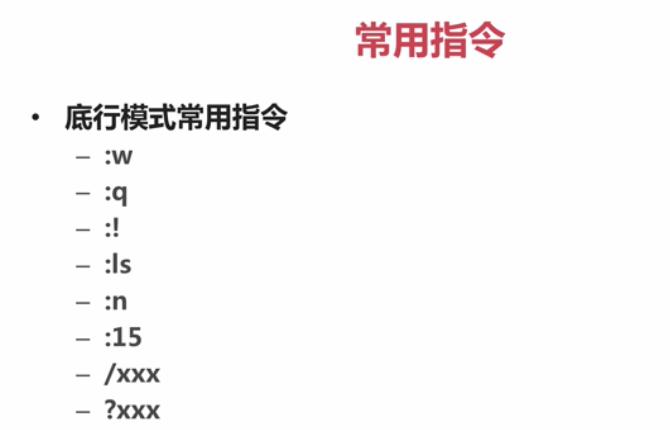 常用指令
• 底行模式常用指令
– :w
– :q
– :!
– :ls
– :n
– :15
– /xxx
– ?xxx